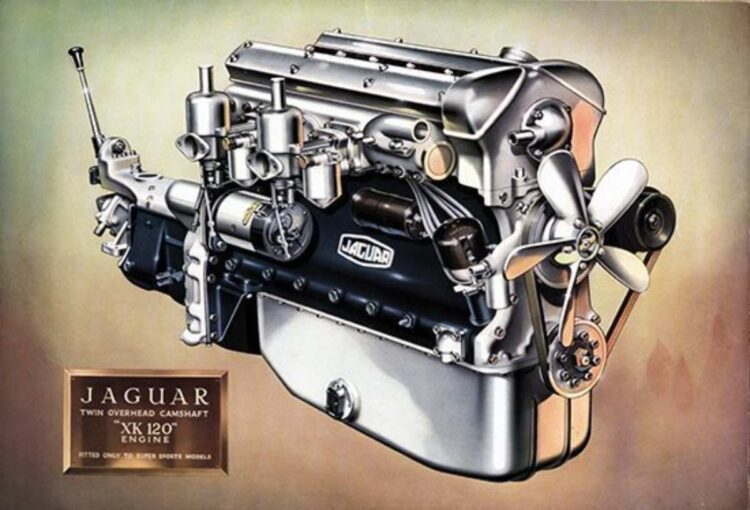 JAGUAR
JAGUAR
TWIN OVERHEAD CAMSHAFT
"XK 120"
ENGINE
FITTED ONLY TO SUPER SPORTS MODELS